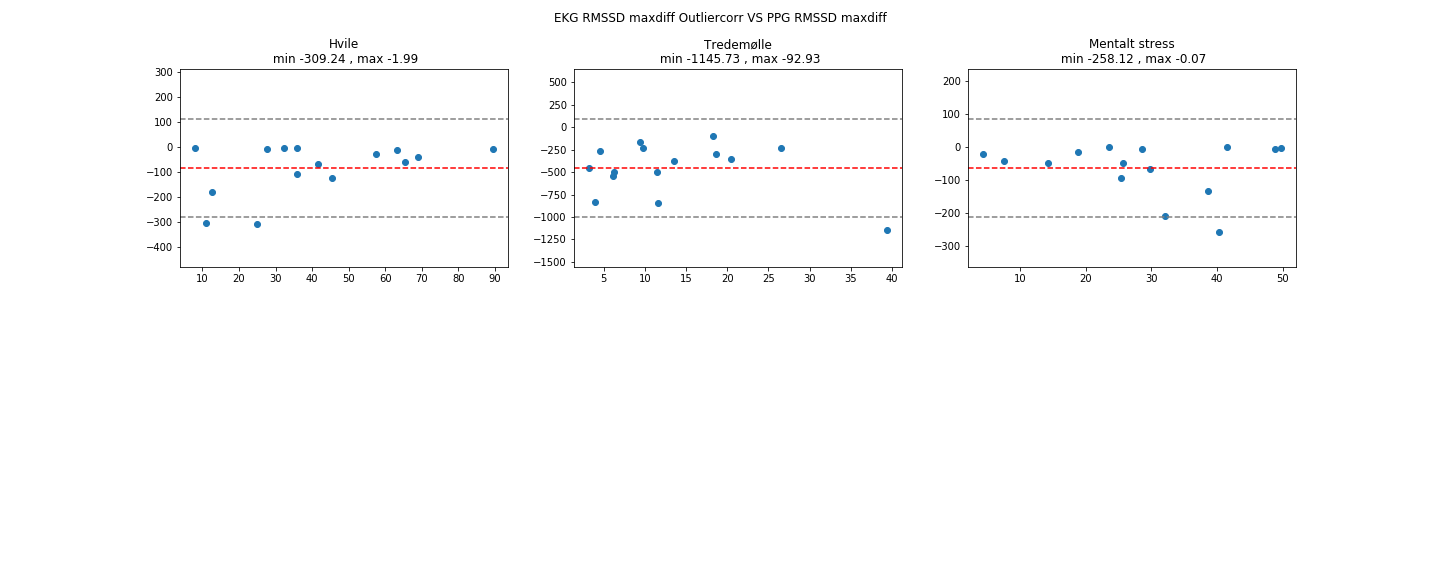 EKG RMSSD maxdiff Outliercorr VS PPG RMSSD maxdiff
Hvile
min -309.24 , max -1.99
300
200
100
0
−100
−200
−300
−400
10 20 30 40 50 60 70 80 90
Tredemølle
min -1145.73 , max -92.93
500
250
0
−250
−500
−750
−1000
−1250
−1500
5 10 15 20 25 30 35 40
Mentalt stress
min -258.12 , max -0.07
200
100
0
−100
−200
−300
10 20 30 40 50